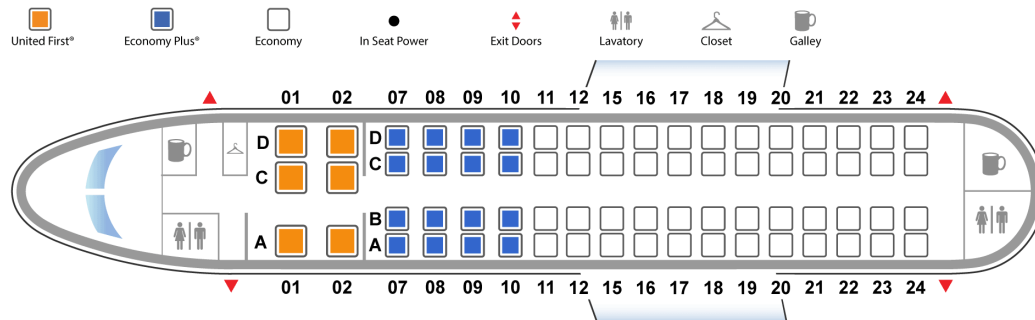 United First® Economy Plus® Economy In Seat Power Exit Doors Lavatory Closet Galley
01 02 07 08 09 10 11 12 15 16 17 18 19 20 21 22 23 24
D D
C C
B
A A
01 02 07 08 09 10 11 12 15 16 17 18 19 20 21 22 23 24